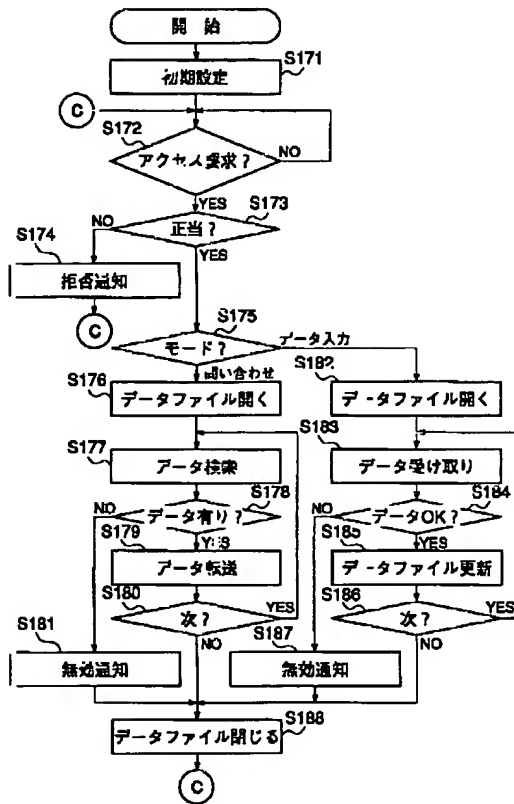 開 始
S171
初期設定
C
S172
アクセス要求？
NO
YES
S173
正当？
NO
YES
S174
拒否通知
C
S175
モード？
データ入力
問い合わせ
S176
データファイル開く
S182
データファイル開く
S177
データ検索
S183
データ受け取り
S178
データ有り？
NO
YES
S184
データOK？
NO
YES
S179
データ転送
S185
データファイル更新
S180
次？
YES
NO
S186
次？
YES
NO
S181
無効通知
S187
無効通知
S188
データファイル閉じる
C